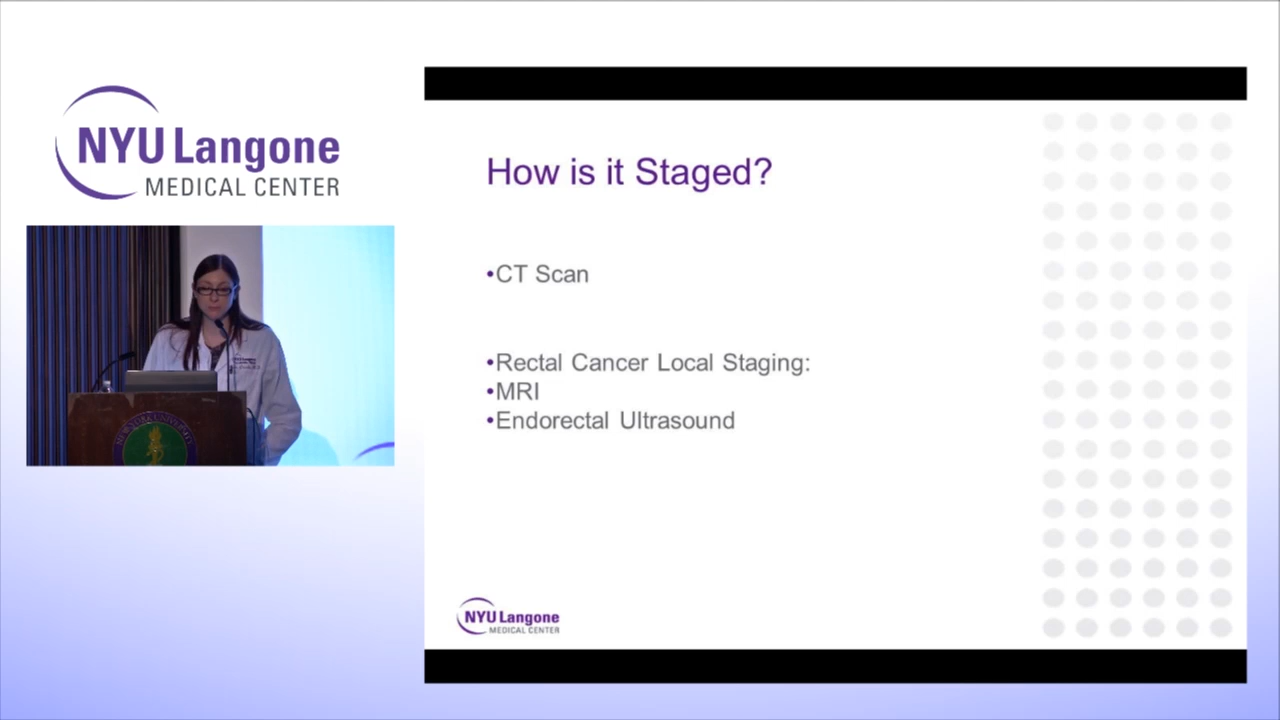 NYU Langone
MEDICAL CENTER
How is it Staged?
•CT Scan
•Rectal Cancer Local Staging:
•MRI
•Endorectal Ultrasound
NYU Langone
MEDICAL CENTER